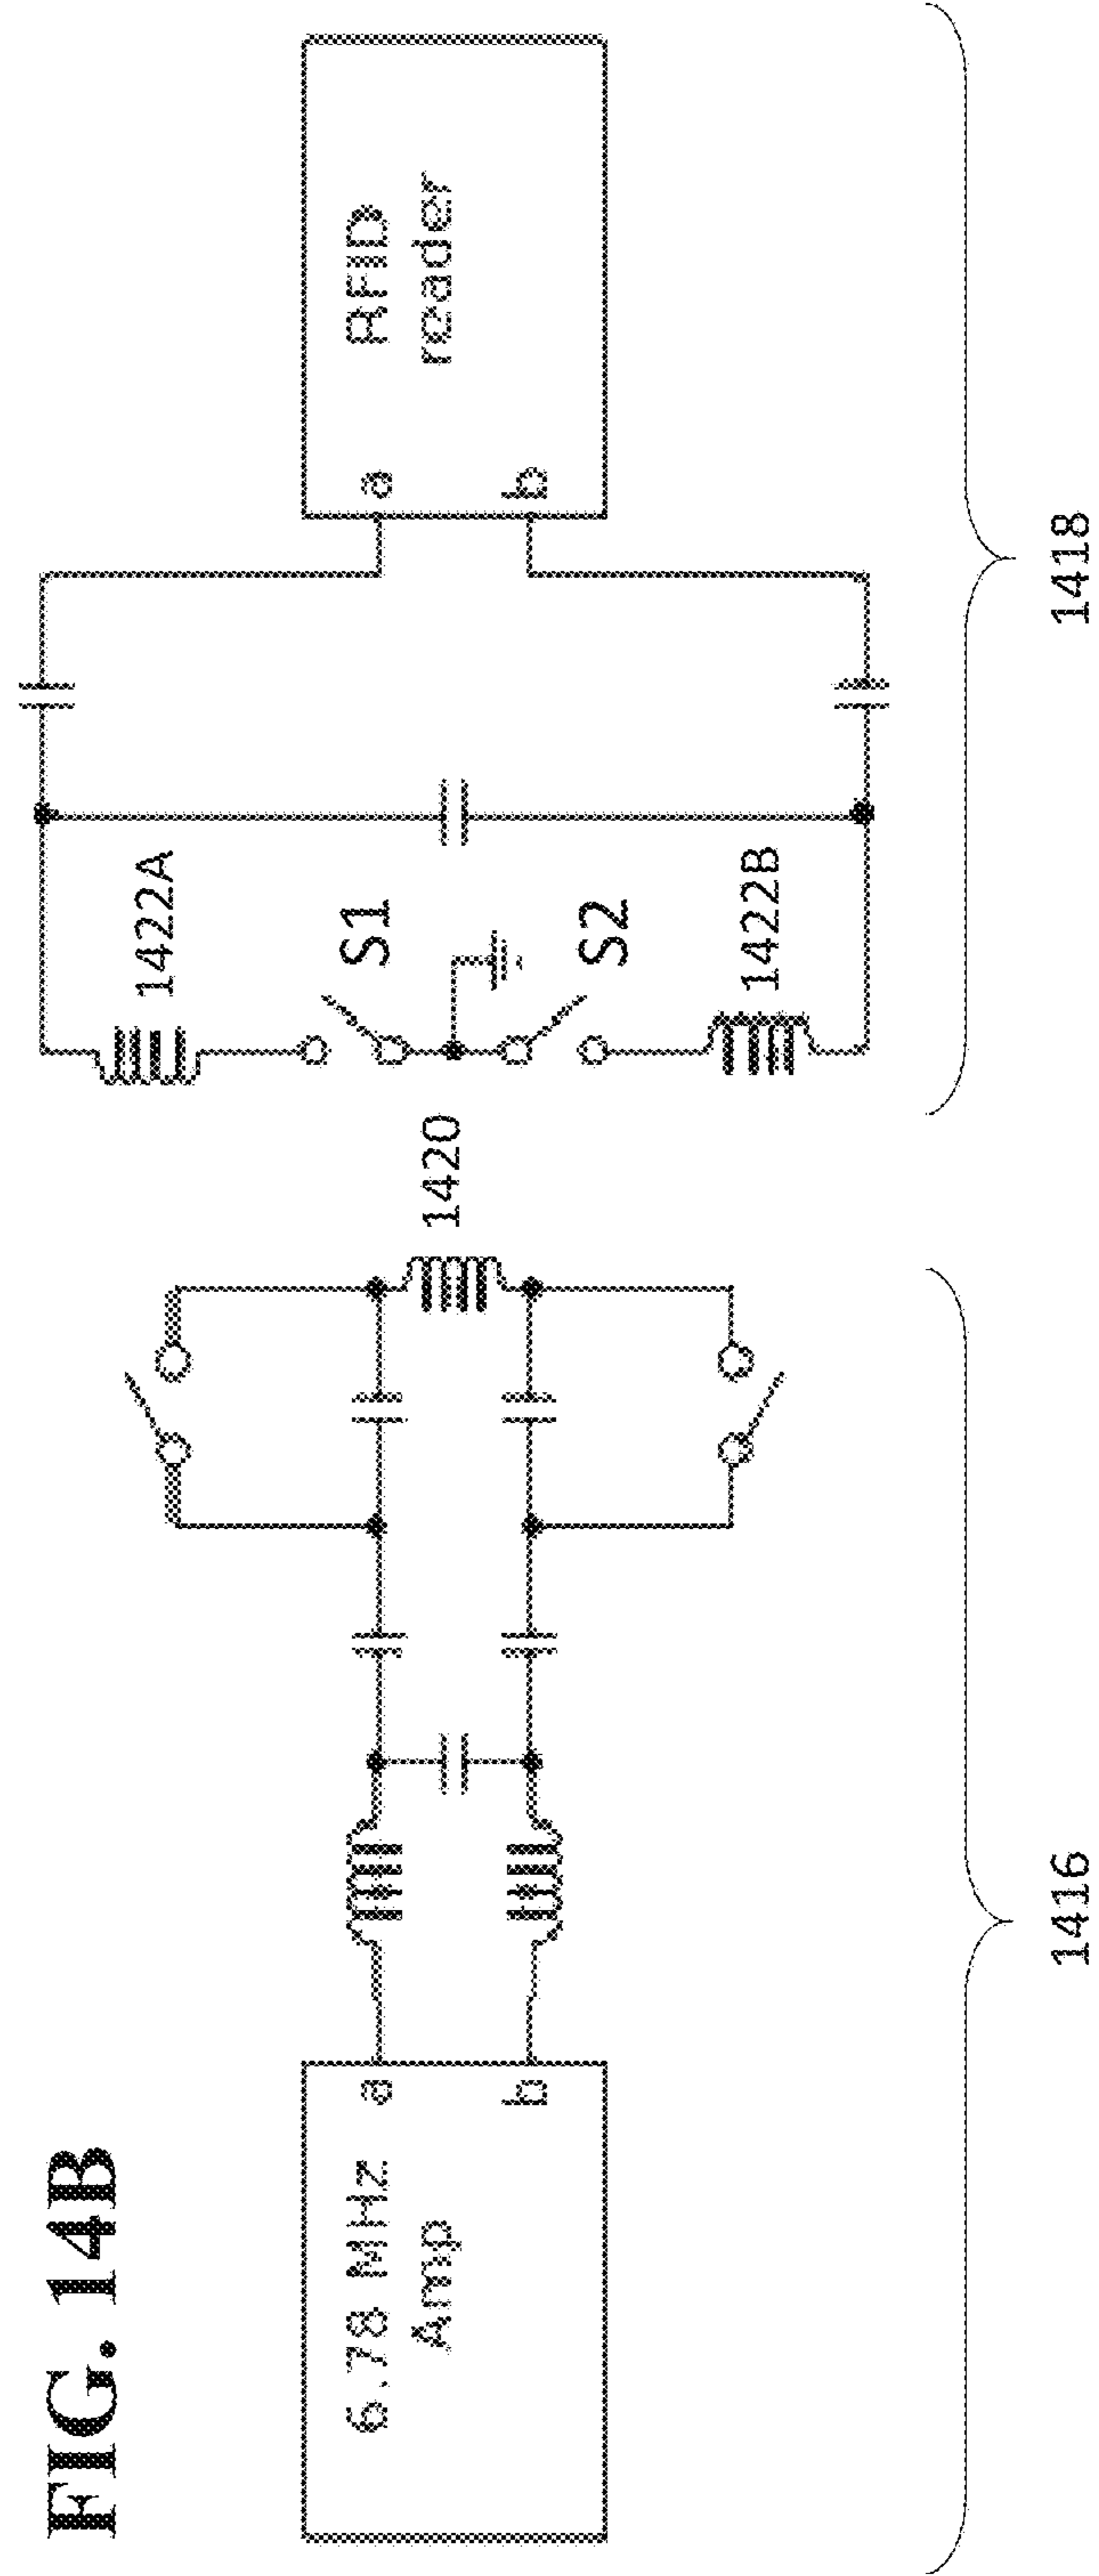 FIG. 14B
6.78 MHz
Amp
a
b
1420
1422A
S1
S2
1422B
a
b
RFID
reader
1416
1418